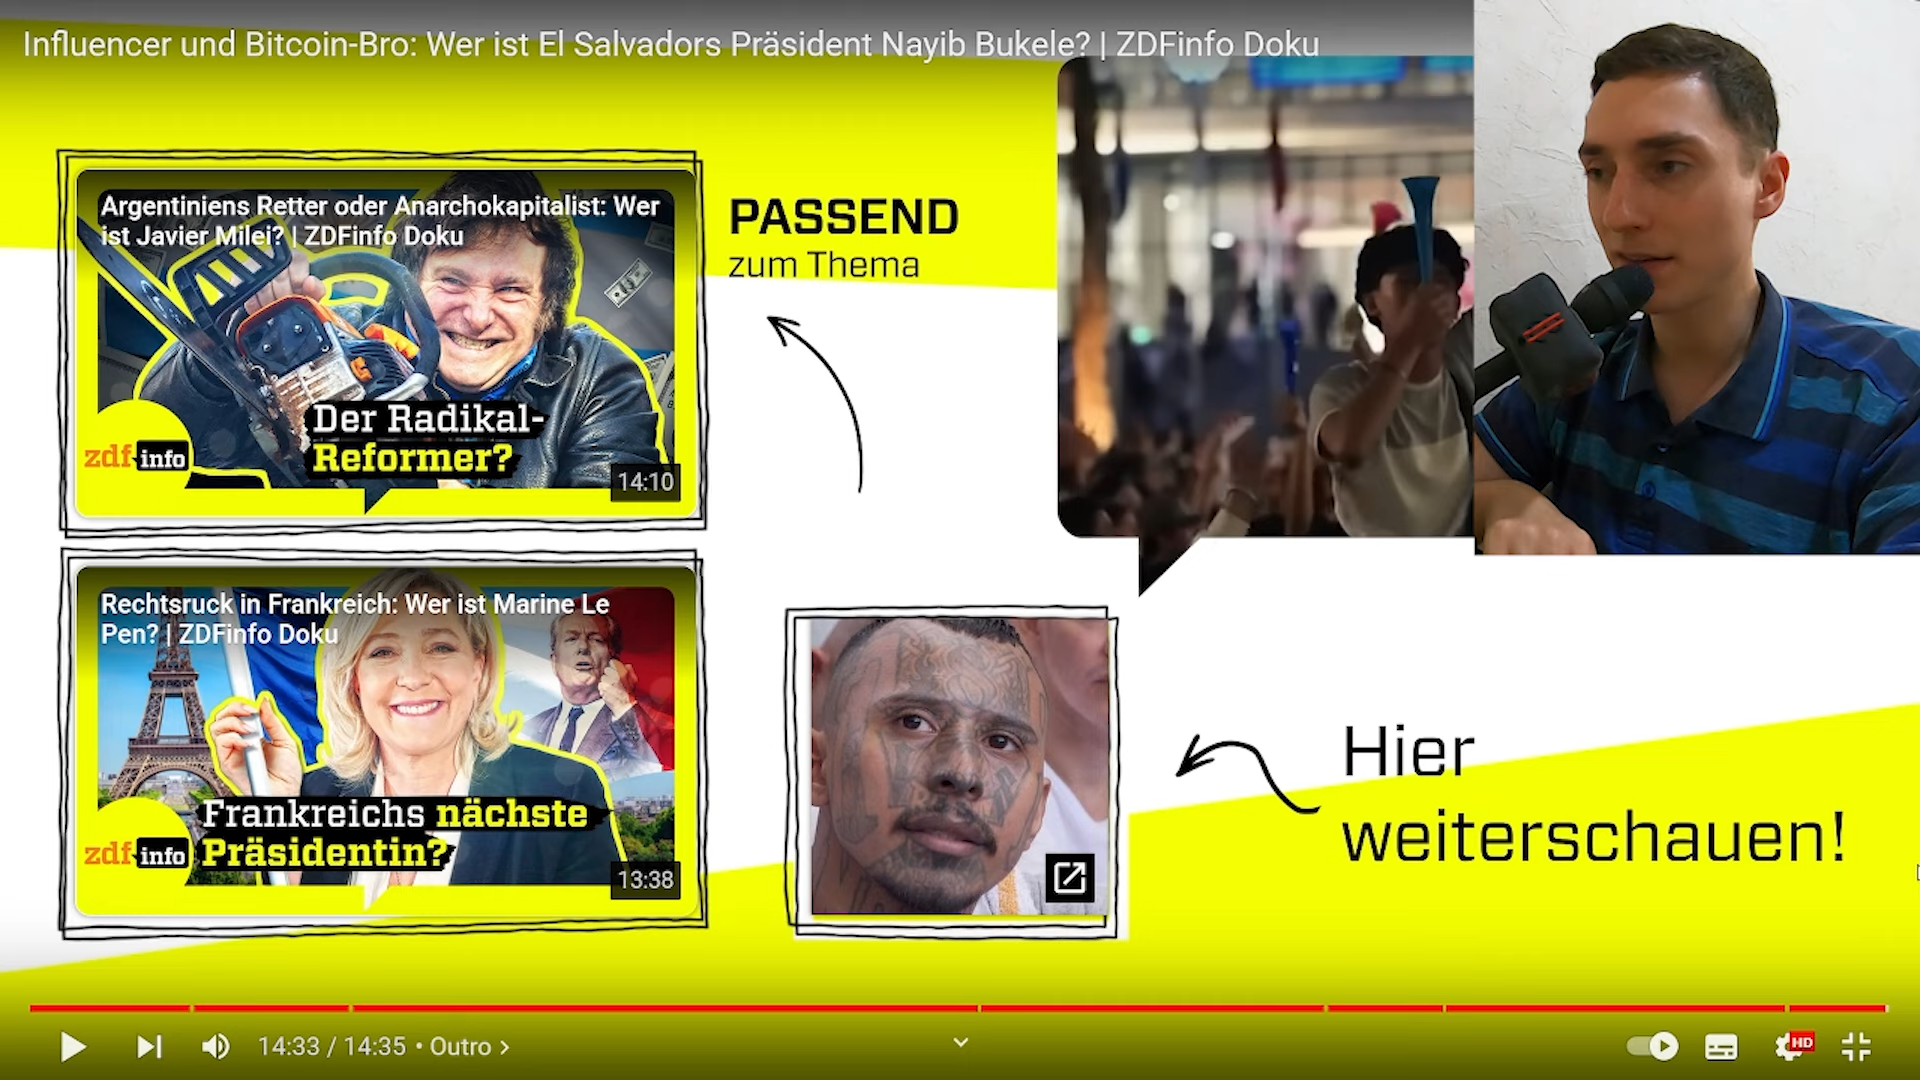 Influencer und Bitcoin-Bro: Wer ist El Salvadors Präsident Nayib Bukele? | ZDFinfo Doku
Argentiniens Retter oder Anarchokapitalist: Wer
ist Javier Milei? | ZDFinfo Doku
Der Radikal-
Reformer?
zdf info
14:10
PASSEND
zum Thema
Rechtsruck in Frankreich: Wer ist Marine Le
Pen? | ZDFinfo Doku
Frankreichs nächste
Präsidentin?
zdf info
13:38
Hier
weiterschauen!
14:33 / 14:35 • Outro >
HD